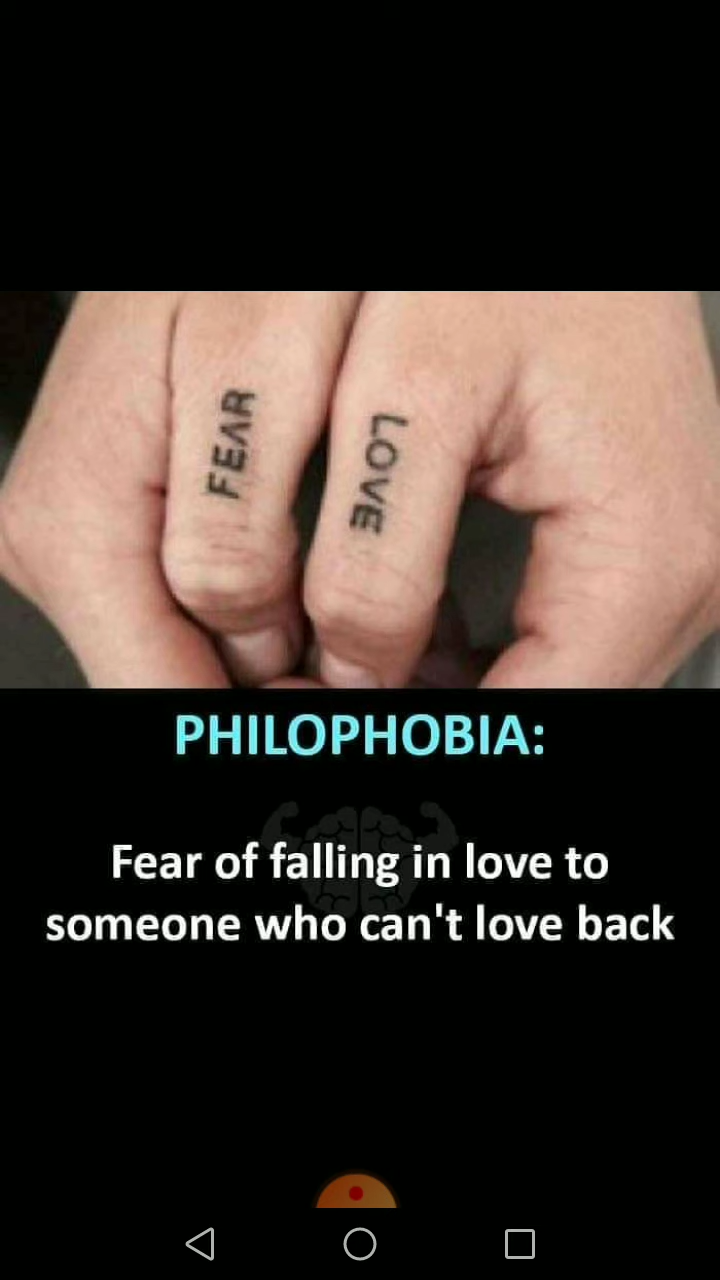 FEAR
LOVE
PHILOPHOBIA:
Fear of falling in love to
someone who can't love back